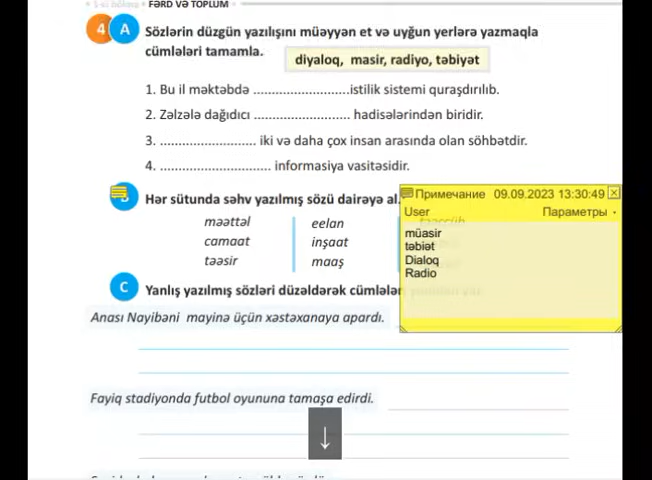 FƏRD VƏ TOPLUM
4 A Sözlərin düzgün yazılışını müəyyən et və uyğun yerlərə yazmaqla
cümlələri tamamla.
diyaloq, masir, radiyo, təbiyət
1. Bu il məktəbdə ..........................istilik sistemi quraşdırılıb.
2. Zəlzələ dağıdıcı .......................... hadisələrindən biridir.
3. .......................... iki və daha çox insan arasında olan söhbətdir.
4. .............................. informasiya vasitəsidir.
Hər sütunda səhv yazılmış sözü dairəyə al.
məəttəl
camaat
təəsir
eelan
inşaat
maaş
Примечание 09.09.2023 13:30:49
User Параметры
müasir
təbiət
Dialoq
Radio
C Yanlış yazılmış sözləri düzəldərək cümlələr
Anası Nayibəni mayinə üçün xəstəxanaya apardı.
Fayiq stadiyonda futbol oyununa tamaşa edirdi.